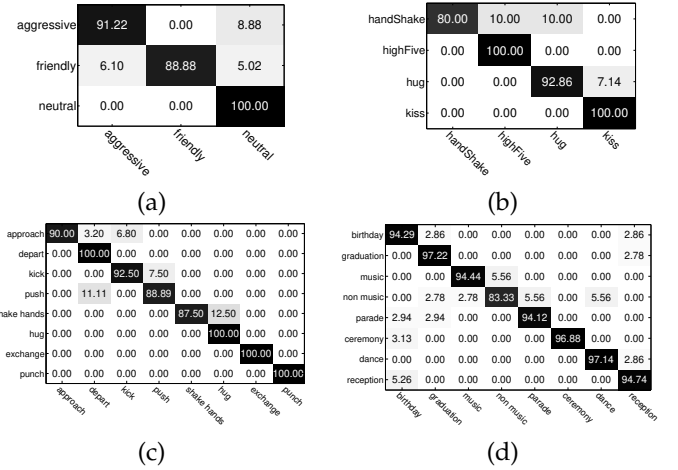 aggressive 91.22 0.00 8.88
friendly 6.10 88.88 5.02
neutral 0.00 0.00 100.00
aggressive friendly neutral
(a)
handShake 80.00 10.00 10.00 0.00
highFive 0.00 100.00 0.00 0.00
hug 0.00 0.00 92.86 7.14
kiss 0.00 0.00 0.00 100.00
handShake highFive hug kiss
(b)
approach 90.00 3.20 6.80 0.00 0.00 0.00 0.00 0.00
depart 0.00 100.00 0.00 0.00 0.00 0.00 0.00 0.00
kick 0.00 0.00 92.50 7.50 0.00 0.00 0.00 0.00
push 0.00 11.11 0.00 88.89 0.00 0.00 0.00 0.00
ake hands 0.00 0.00 0.00 0.00 87.50 12.50 0.00 0.00
hug 0.00 0.00 0.00 0.00 0.00 100.00 0.00 0.00
exchange 0.00 0.00 0.00 0.00 0.00 0.00 100.00 0.00
punch 0.00 0.00 0.00 0.00 0.00 0.00 0.00 100.00
approach depart kick push shake hands hug exchange punch
(c)
birthday 94.29 2.86 0.00 0.00 0.00 0.00 0.00 2.86
graduation 0.00 97.22 0.00 0.00 0.00 0.00 0.00 2.78
music 0.00 0.00 94.44 5.56 0.00 0.00 0.00 0.00
non music 0.00 2.78 2.78 83.33 5.56 0.00 5.56 0.00
parade 2.94 2.94 0.00 0.00 94.12 0.00 0.00 0.00
ceremony 3.13 0.00 0.00 0.00 0.00 96.88 0.00 0.00
dance 0.00 0.00 0.00 0.00 0.00 0.00 97.14 2.86
reception 5.26 0.00 0.00 0.00 0.00 0.00 0.00 94.74
birthday graduation music non music parade ceremony dance reception
(d)